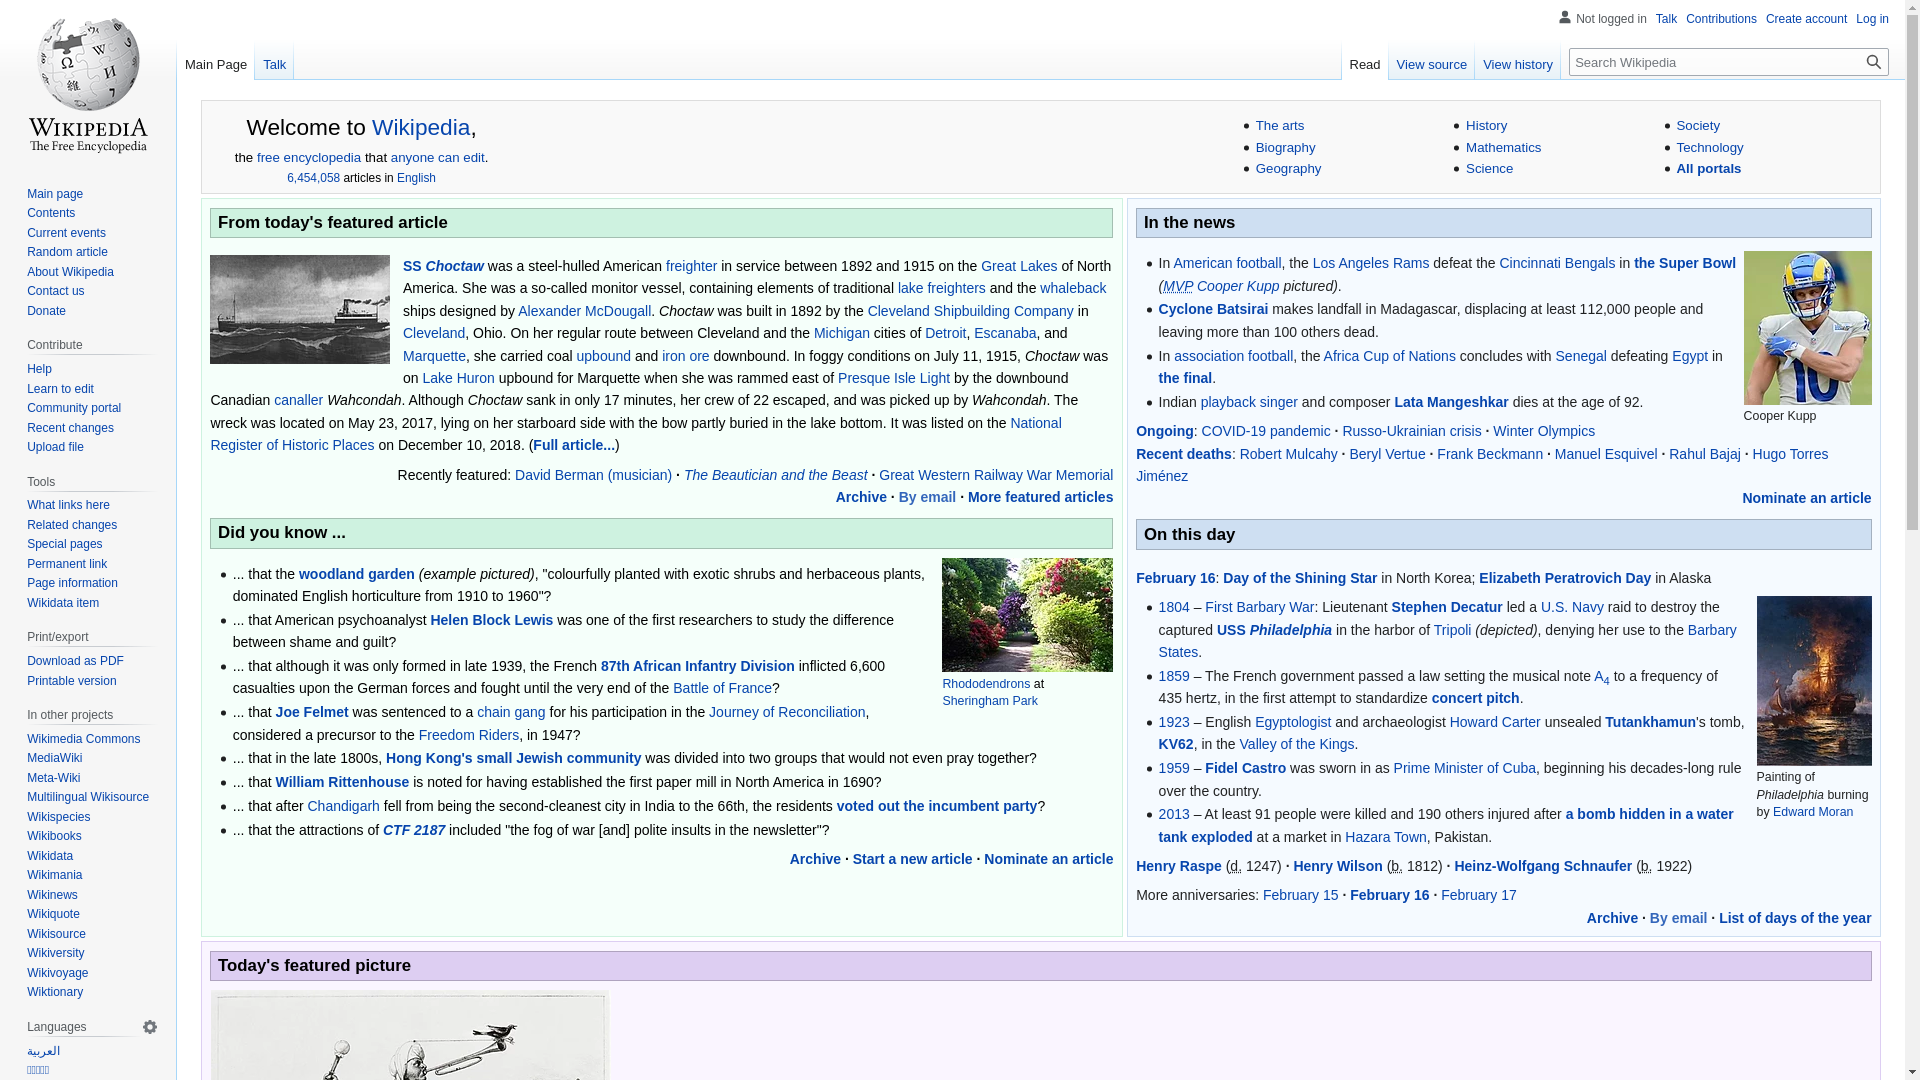 Not logged in Talk Contributions Create account Log in
Main Page Talk Read View source View history Search Wikipedia
WIKIPEDIA
The Free Encyclopedia
Main page
Contents
Current events
Random article
About Wikipedia
Contact us
Donate
Contribute
Help
Learn to edit
Community portal
Recent changes
Upload file
Tools
What links here
Related changes
Special pages
Permanent link
Page information
Wikidata item
Print/export
Download as PDF
Printable version
In other projects
Wikimedia Commons
MediaWiki
Meta-Wiki
Multilingual Wikisource
Wikispecies
Wikibooks
Wikidata
Wikimania
Wikinews
Wikiquote
Wikisource
Wikiversity
Wikivoyage
Wiktionary
Languages
العربية
Welcome to Wikipedia,
the free encyclopedia that anyone can edit.
6,454,058 articles in English
The arts
Biography
Geography
History
Mathematics
Science
Society
Technology
All portals
From today's featured article
SS Choctaw was a steel-hulled American freighter in service between 1892 and 1915 on the Great Lakes of North
America. She was a so-called monitor vessel, containing elements of traditional lake freighters and the whaleback
ships designed by Alexander McDougall. Choctaw was built in 1892 by the Cleveland Shipbuilding Company in
Cleveland, Ohio. On her regular route between Cleveland and the Michigan cities of Detroit, Escanaba, and
Marquette, she carried coal upbound and iron ore downbound. In foggy conditions on July 11, 1915, Choctaw was
on Lake Huron upbound for Marquette when she was rammed east of Presque Isle Light by the downbound
Canadian canaller Wahcondah. Although Choctaw sank in only 17 minutes, her crew of 22 escaped, and was picked up by Wahcondah. The
wreck was located on May 23, 2017, lying on her starboard side with the bow partly buried in the lake bottom. It was listed on the National
Register of Historic Places on December 10, 2018. (Full article...)
Recently featured: David Berman (musician) · The Beautician and the Beast · Great Western Railway War Memorial
Archive · By email · More featured articles
Did you know ...
... that the woodland garden (example pictured), "colourfully planted with exotic shrubs and herbaceous plants,
dominated English horticulture from 1910 to 1960"?
... that American psychoanalyst Helen Block Lewis was one of the first researchers to study the difference
between shame and guilt?
... that although it was only formed in late 1939, the French 87th African Infantry Division inflicted 6,600
casualties upon the German forces and fought until the very end of the Battle of France?
... that Joe Felmet was sentenced to a chain gang for his participation in the Journey of Reconciliation,
considered a precursor to the Freedom Riders, in 1947?
... that in the late 1800s, Hong Kong's small Jewish community was divided into two groups that would not even pray together?
... that William Rittenhouse is noted for having established the first paper mill in North America in 1690?
... that after Chandigarh fell from being the second-cleanest city in India to the 66th, the residents voted out the incumbent party?
... that the attractions of CTF 2187 included "the fog of war [and] polite insults in the newsletter"?
Rhododendrons at
Sheringham Park
Archive · Start a new article · Nominate an article
In the news
In American football, the Los Angeles Rams defeat the Cincinnati Bengals in the Super Bowl
(MVP Cooper Kupp pictured).
Cyclone Batsirai makes landfall in Madagascar, displacing at least 112,000 people and
leaving more than 100 others dead.
In association football, the Africa Cup of Nations concludes with Senegal defeating Egypt in
the final.
Indian playback singer and composer Lata Mangeshkar dies at the age of 92.
Cooper Kupp
Ongoing: COVID-19 pandemic · Russo-Ukrainian crisis · Winter Olympics
Recent deaths: Robert Mulcahy · Beryl Vertue · Frank Beckmann · Manuel Esquivel · Rahul Bajaj · Hugo Torres
Jiménez
Nominate an article
On this day
February 16: Day of the Shining Star in North Korea; Elizabeth Peratrovich Day in Alaska
1804 – First Barbary War: Lieutenant Stephen Decatur led a U.S. Navy raid to destroy the
captured USS Philadelphia in the harbor of Tripoli (depicted), denying her use to the Barbary
States.
1859 – The French government passed a law setting the musical note A4 to a frequency of
435 hertz, in the first attempt to standardize concert pitch.
1923 – English Egyptologist and archaeologist Howard Carter unsealed Tutankhamun's tomb,
KV62, in the Valley of the Kings.
1959 – Fidel Castro was sworn in as Prime Minister of Cuba, beginning his decades-long rule
over the country.
2013 – At least 91 people were killed and 190 others injured after a bomb hidden in a water
tank exploded at a market in Hazara Town, Pakistan.
Painting of
Philadelphia burning
by Edward Moran
Henry Raspe (d. 1247) · Henry Wilson (b. 1812) · Heinz-Wolfgang Schnaufer (b. 1922)
More anniversaries: February 15 · February 16 · February 17
Archive · By email · List of days of the year
Today's featured picture